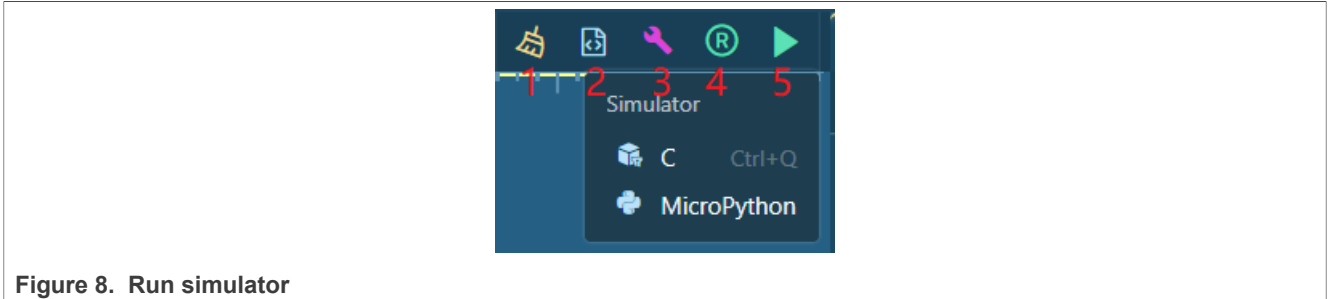 R
1 2 3 4 5
Simulator
C Ctrl+Q
MicroPython
Figure 8. Run simulator